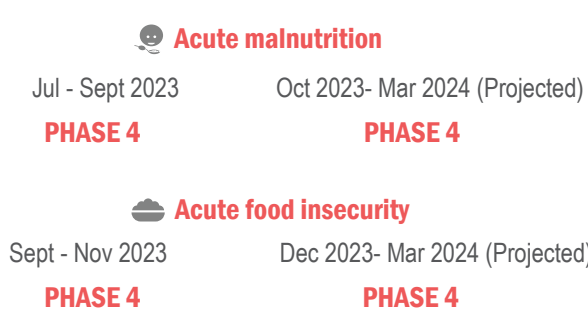 Acute malnutrition
Jul - Sept 2023 Oct 2023- Mar 2024 (Projected)
PHASE 4 PHASE 4
Acute food insecurity
Sept - Nov 2023 Dec 2023- Mar 2024 (Projected)
PHASE 4 PHASE 4